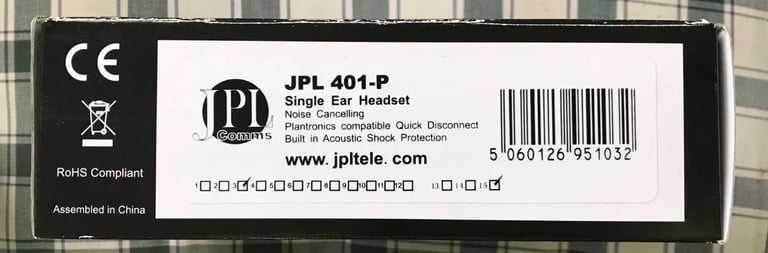 CE
RoHS Compliant
Assembled in China
JPL
Comms
JPL 401-P
Single Ear Headset
Noise Cancelling
Plantronics compatible Quick Disconnect
Built in Acoustic Shock Protection
www. jpltele. com
1 2 3 4 5 6 7 8 9 10 11 12 13 14 15
5 060126 951032